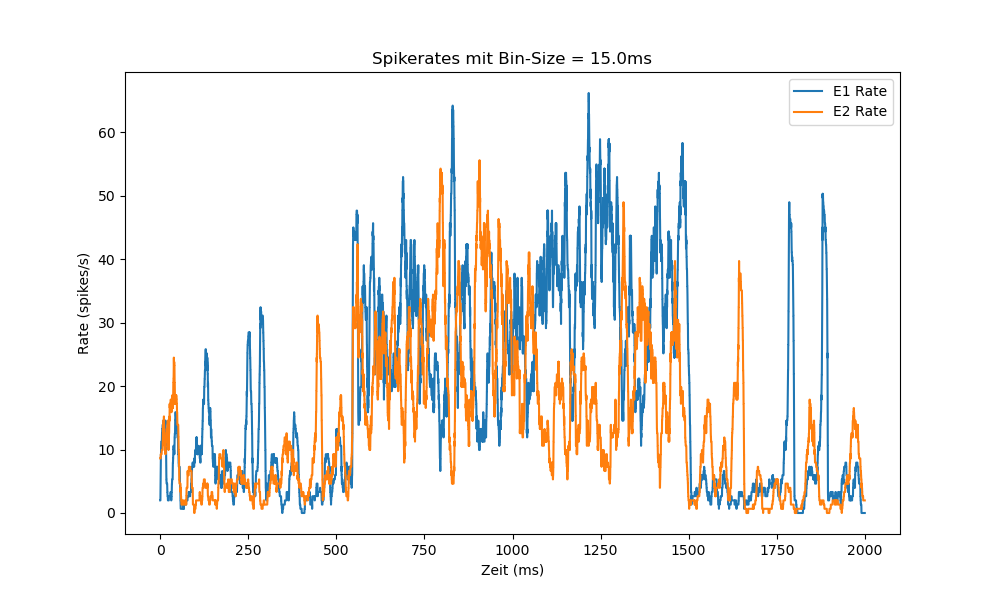 Spikerates mit Bin-Size = 15.0ms
E1 Rate
E2 Rate
Rate (spikes/s)
60
50
40
30
20
10
0
0 250 500 750 1000 1250 1500 1750 2000
Zeit (ms)